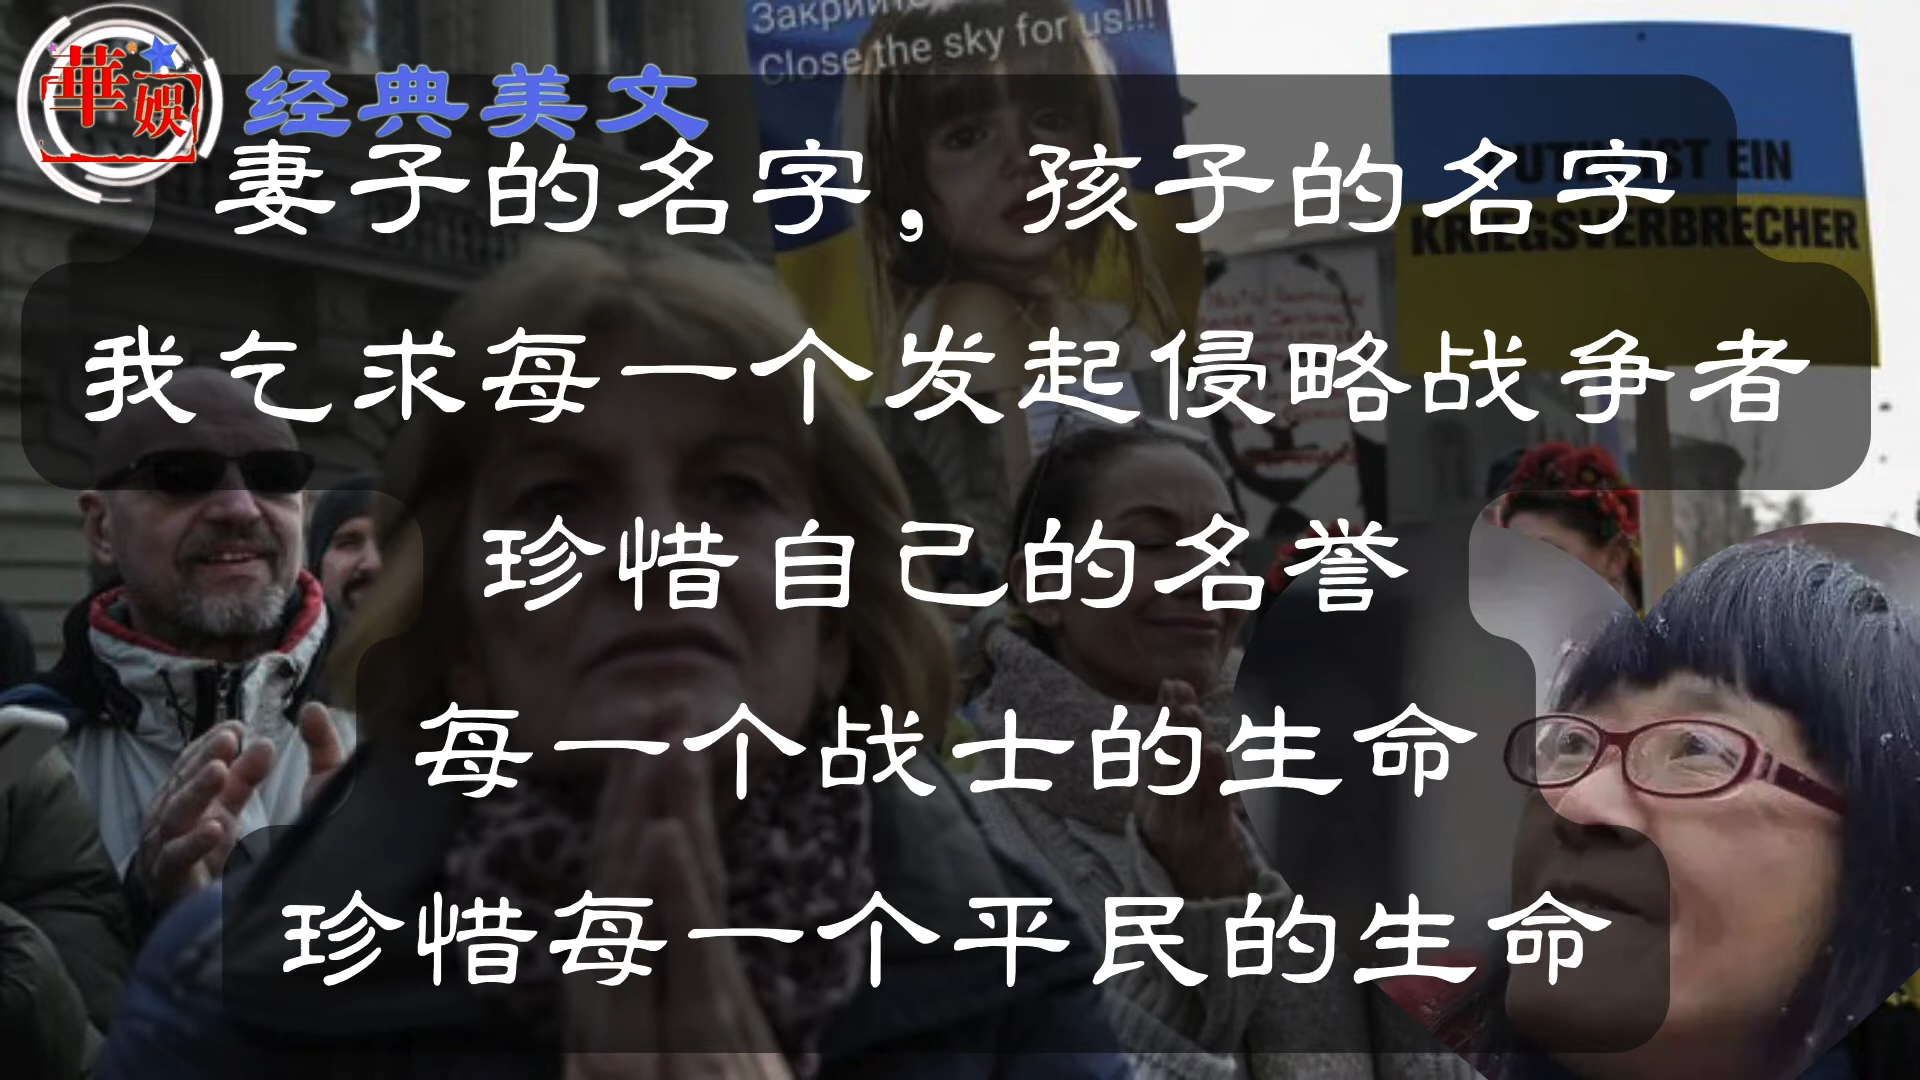 華娱
经典美文
Close the sky for us!!!
PUTIN IST EIN
KRIEGSVERBRECHER
妻子的名字，孩子的名字
我乞求每一个发起侵略战争者
珍惜自己的名誉
每一个战士的生命
珍惜每一个平民的生命